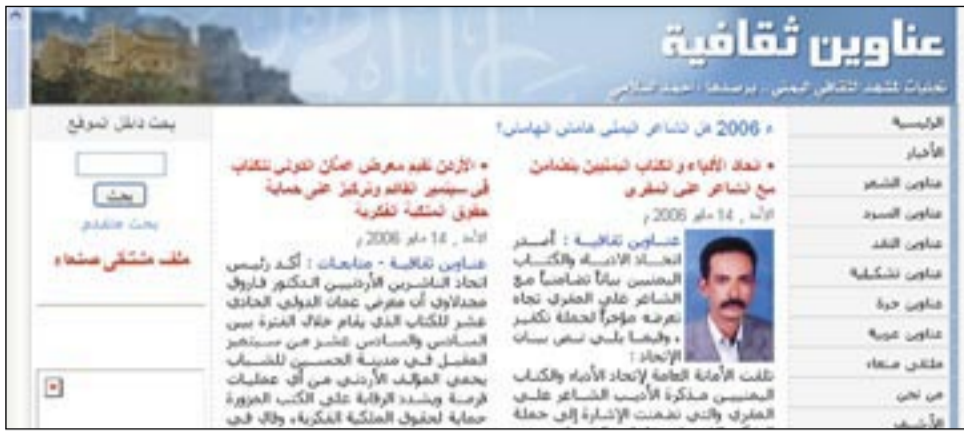 عناوين ثقافية
تجليات المشهد الثقافي اليمني .. يرصدها أحمد السلامي
الرئيسية
الأخبار
عناوين الشعر
عناوين السرد
عناوين النقد
عناوين تشكيلية
عناوين حرة
عناوين عربية
ملتقى صنعاء
من نحن
الأرشيف
2006 هل الشاعر اليمني هامش الهامش؟
• اتحاد الأدباء والكتاب اليمنيين يتضامن
مع الشاعر علي المقري
الأحد , 14 مايو 2006 م
عناوين ثقافية : أصدر
اتحاد الأدباء والكتاب
اليمنيين بياناً تضامنياً مع
الشاعر علي المقري تجاه
تعرضه مؤخراً لحملة تكفير
، وفيما يلي نص بيان
الإتحاد :
تلقت الأمانة العامة لإتحاد الأدباء والكتاب
اليمنيين مذكرة الأديب الشاعر علي
المقري والتي تضمنت الإشارة إلى حملة
• الأردن تقيم معرض عمّان الدولي للكتاب
في سبتمبر القادم وتركيز على حماية
حقوق الملكية الفكرية
الأحد , 14 مايو 2006 م
عناوين ثقافية - متابعات : أكد رئيس
اتحاد الناشرين الأردنيين الدكتور فاروق
مجدلاوي أن معرض عمان الدولي الحادي
عشر للكتاب الذي يقام خلال الفترة بين
السادس والسادس عشر من سبتمبر
المقبل في مدينة الحسين للشباب
يحمي المؤلف الأردني من أي عمليات
قرصنة ويشدد الرقابة على الكتب المزورة
حماية لحقوق الملكية الفكرية، وقال في
بحث داخل الموقع
بحث
بحث متقدم
ملف ملتقى صنعاء